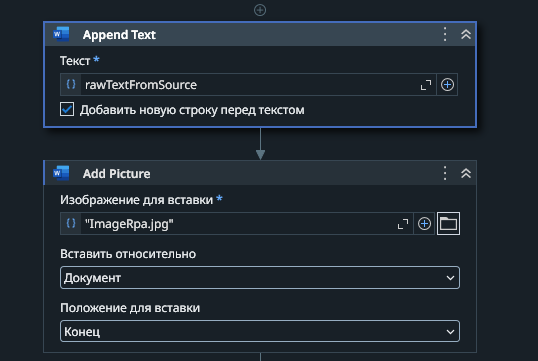 Append Text
Текст *
rawTextFromSource
Добавить новую строку перед текстом
Add Picture
Изображение для вставки *
"ImageRpa.jpg"
Вставить относительно
Документ
Положение для вставки
Конец